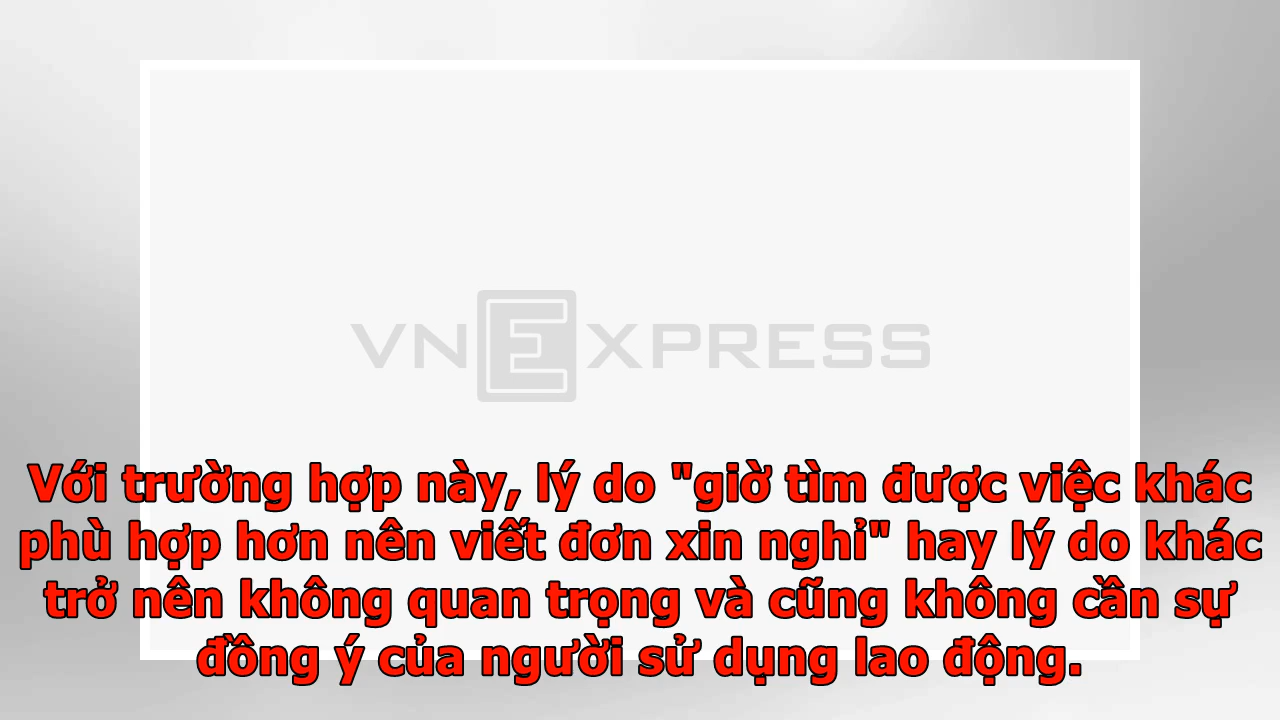 VNEXPRESS
Với trường hợp này, lý do "giờ tìm được việc khác
phù hợp hơn nên viết đơn xin nghỉ" hay lý do khác
trở nên không quan trọng và cũng không cần sự
đồng ý của người sử dụng lao động.